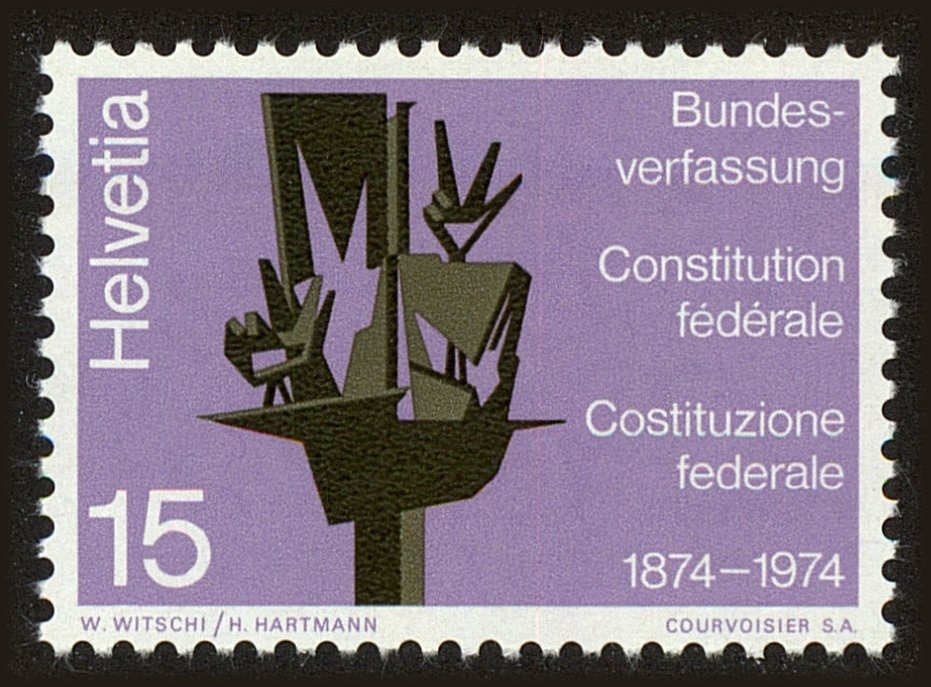 Helvetia
Bundes-
verfassung
Constitution
fédérale
Costituzione
federale
15
1874–1974
W. WITSCHI / H. HARTMANN
COURVOISIER S.A.